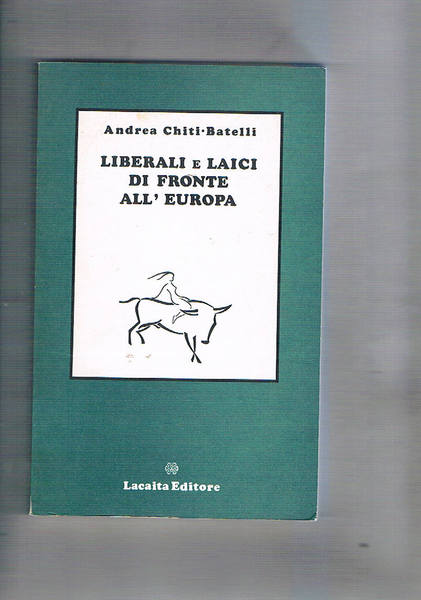 Andrea Chiti-Batelli
LIBERALI E LAICI
DI FRONTE
ALL' EUROPA
Lacaita Editore